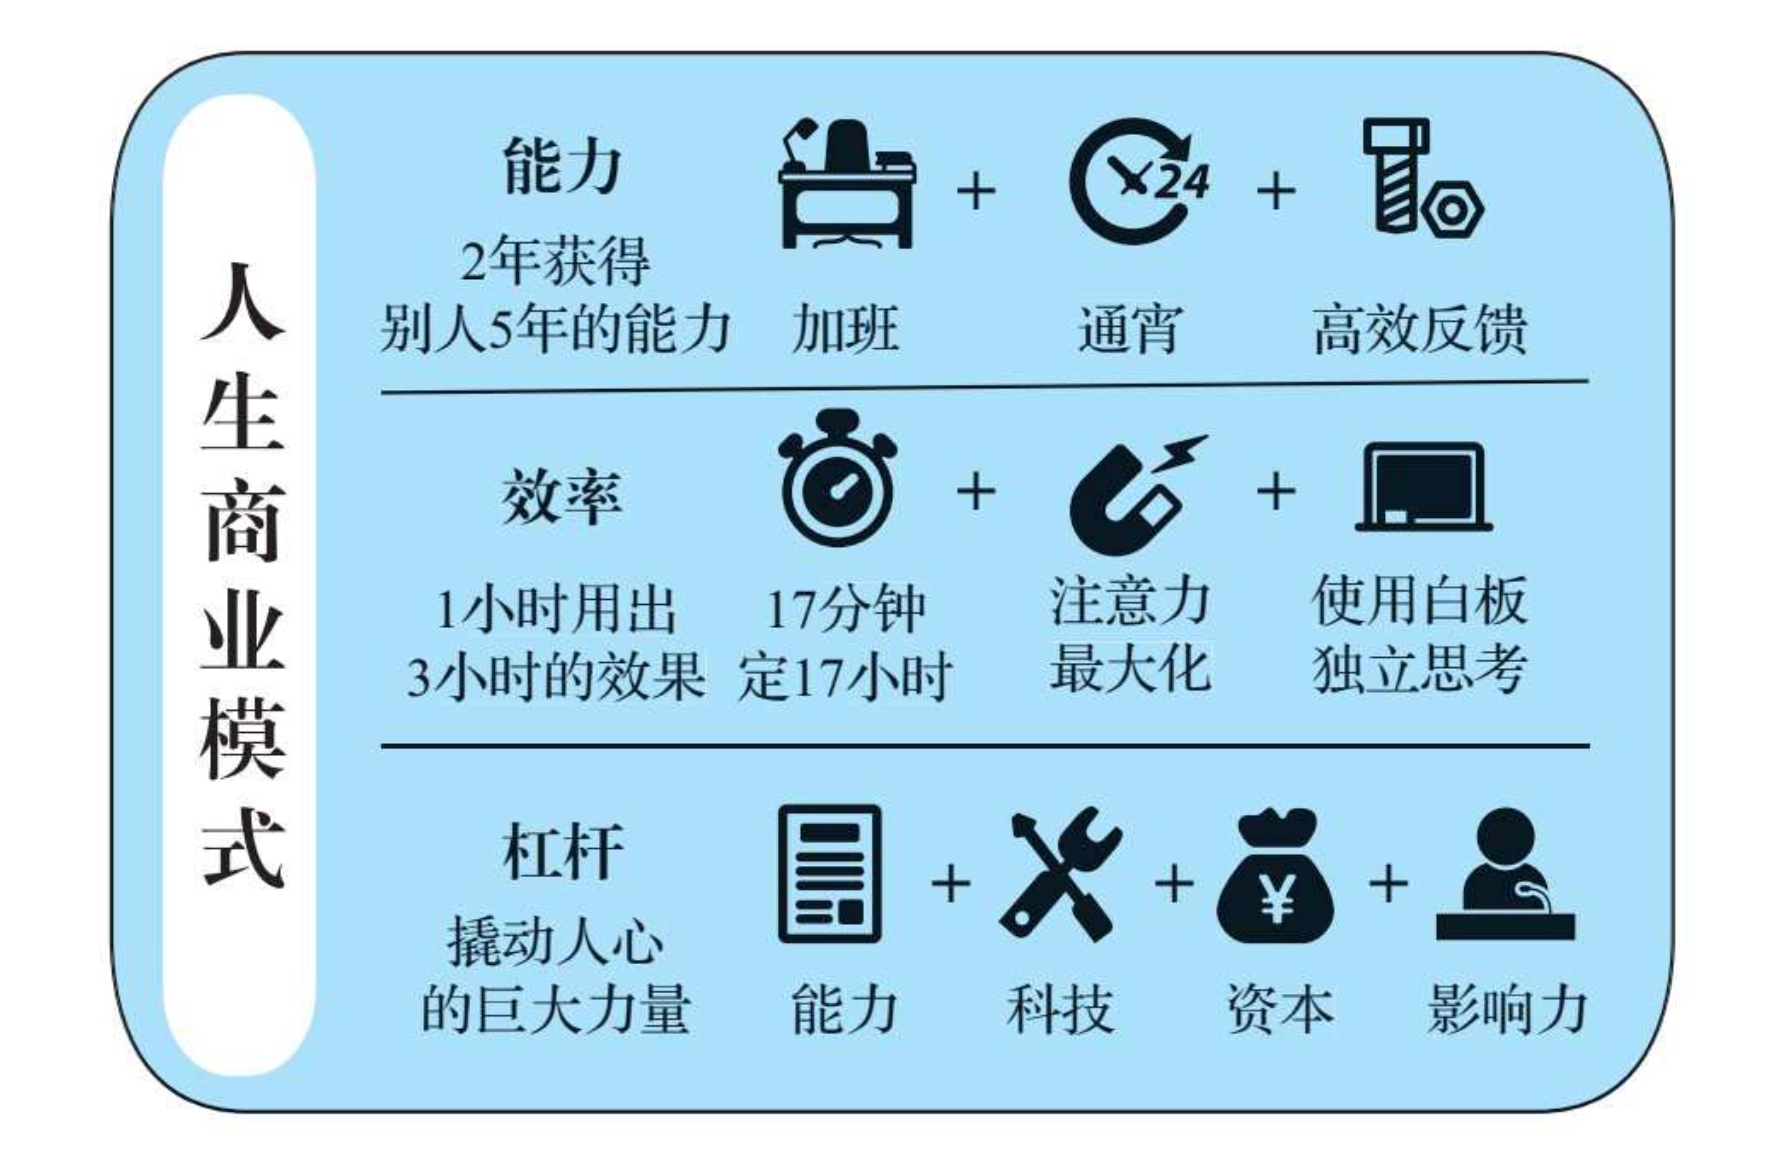 人生商业模式
能力
2年获得
别人5年的能力
+
+
24
加班
通宵
高效反馈
效率
+
+
1小时用出
3小时的效果
17分钟
定17小时
注意力
最大化
使用白板
独立思考
杠杆
撬动人心
的巨大力量
+
+
¥
+
能力
科技
资本
影响力